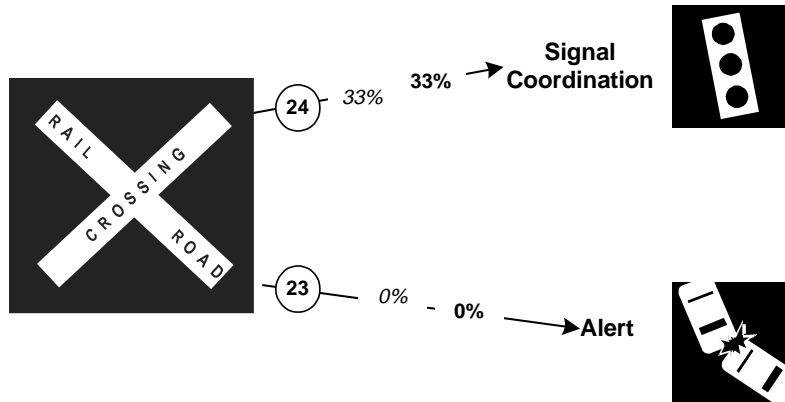 Signal
Coordination
24
33%
33%
RAIL
ROAD
CROSSING
23
0%
0%
Alert